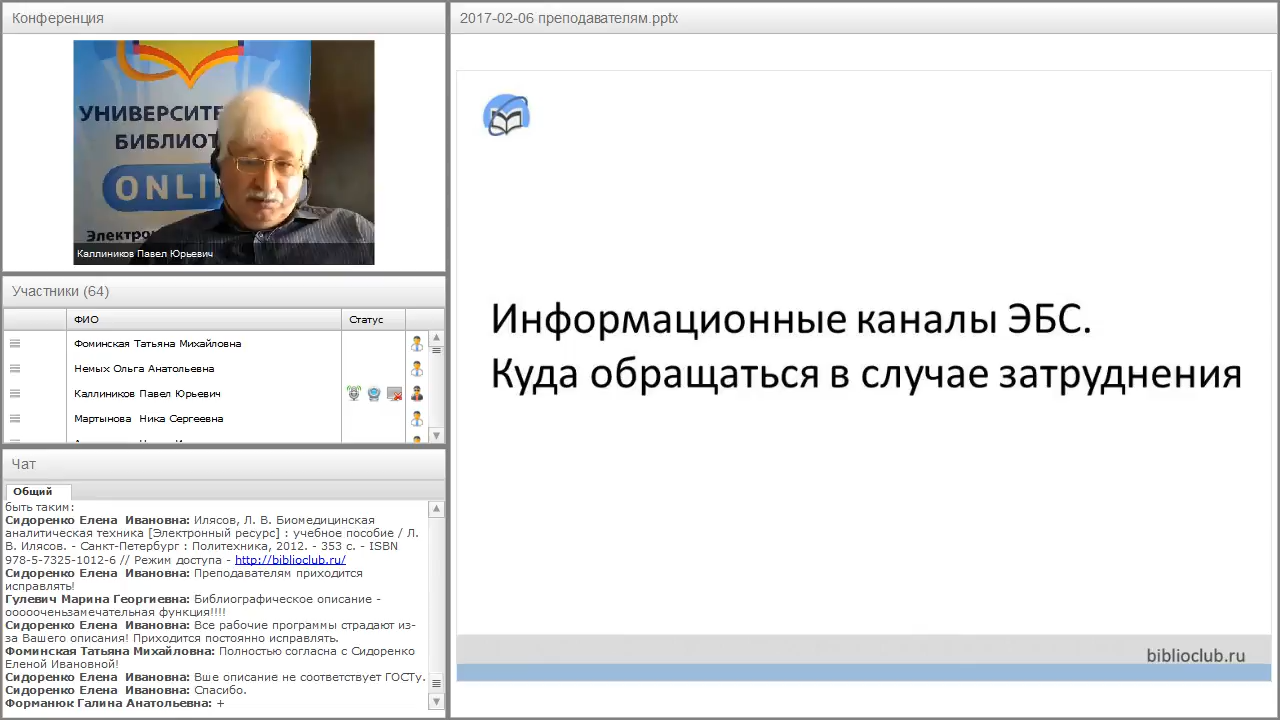 Конференция
УНИВЕРСИТЕ
БИБЛИОТ
ONLI
Электро
Каллиников Павел Юрьевич
Участники (64)
ФИО Статус
Фоминская Татьяна Михайловна
Немых Ольга Анатольевна
Каллиников Павел Юрьевич
Мартынова Ника Сергеевна
Чат
Общий
быть таким:
Сидоренко Елена Ивановна: Илясов, Л. В. Биомедицинская
аналитическая техника [Электронный ресурс] : учебное пособие / Л.
В. Илясов. - Санкт-Петербург : Политехника, 2012. - 353 с. - ISBN
978-5-7325-1012-6 // Режим доступа - http://biblioclub.ru/
Сидоренко Елена Ивановна: Преподавателям приходится
исправлять!
Гулевич Марина Георгиевна: Библиографическое описание -
оооооченьзамечательная функция!!!!
Сидоренко Елена Ивановна: Все рабочие программы страдают из-
за Вашего описания! Приходится постоянно исправлять.
Фоминская Татьяна Михайловна: Полностью согласна с Сидоренко
Еленой Ивановной!
Сидоренко Елена Ивановна: Вше описание не соответствует ГОСТу.
Сидоренко Елена Ивановна: Спасибо.
Форманюк Галина Анатольевна: +
2017-02-06 преподавателям.pptx
Информационные каналы ЭБС.
Куда обращаться в случае затруднения
biblioclub.ru